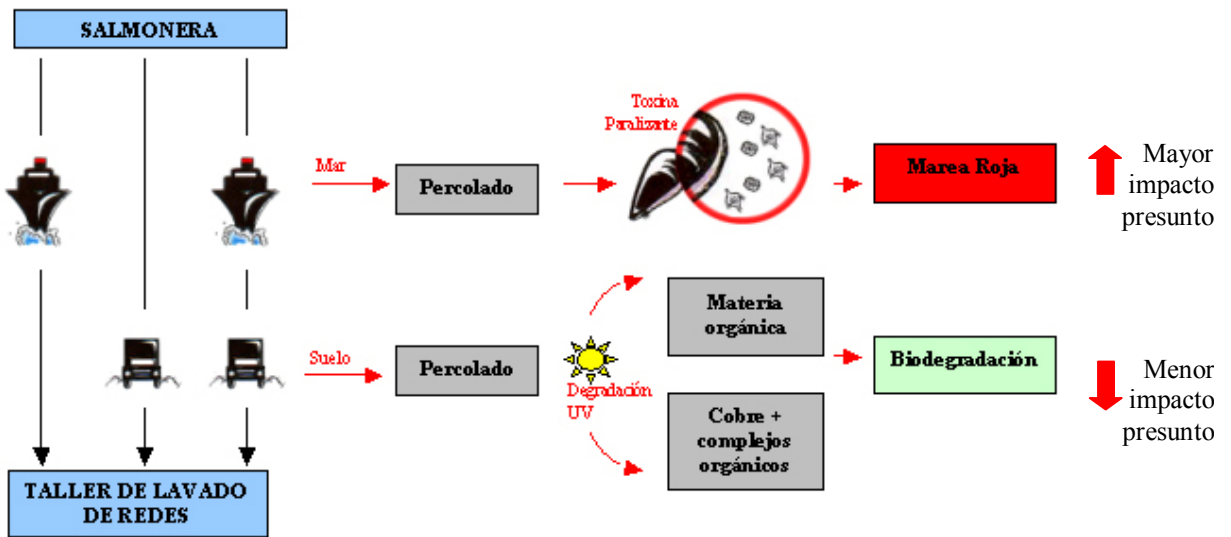 SALMONERA
Mar
Percolado
Toxina
Paralizante
Marea Roja
Mayor
impacto
presunto
Suelo
Percolado
Degradación
UV
Materia
orgánica
Cobre +
complejos
orgánicos
Biodegradación
Menor
impacto
presunto
TALLER DE LAVADO
DE REDES